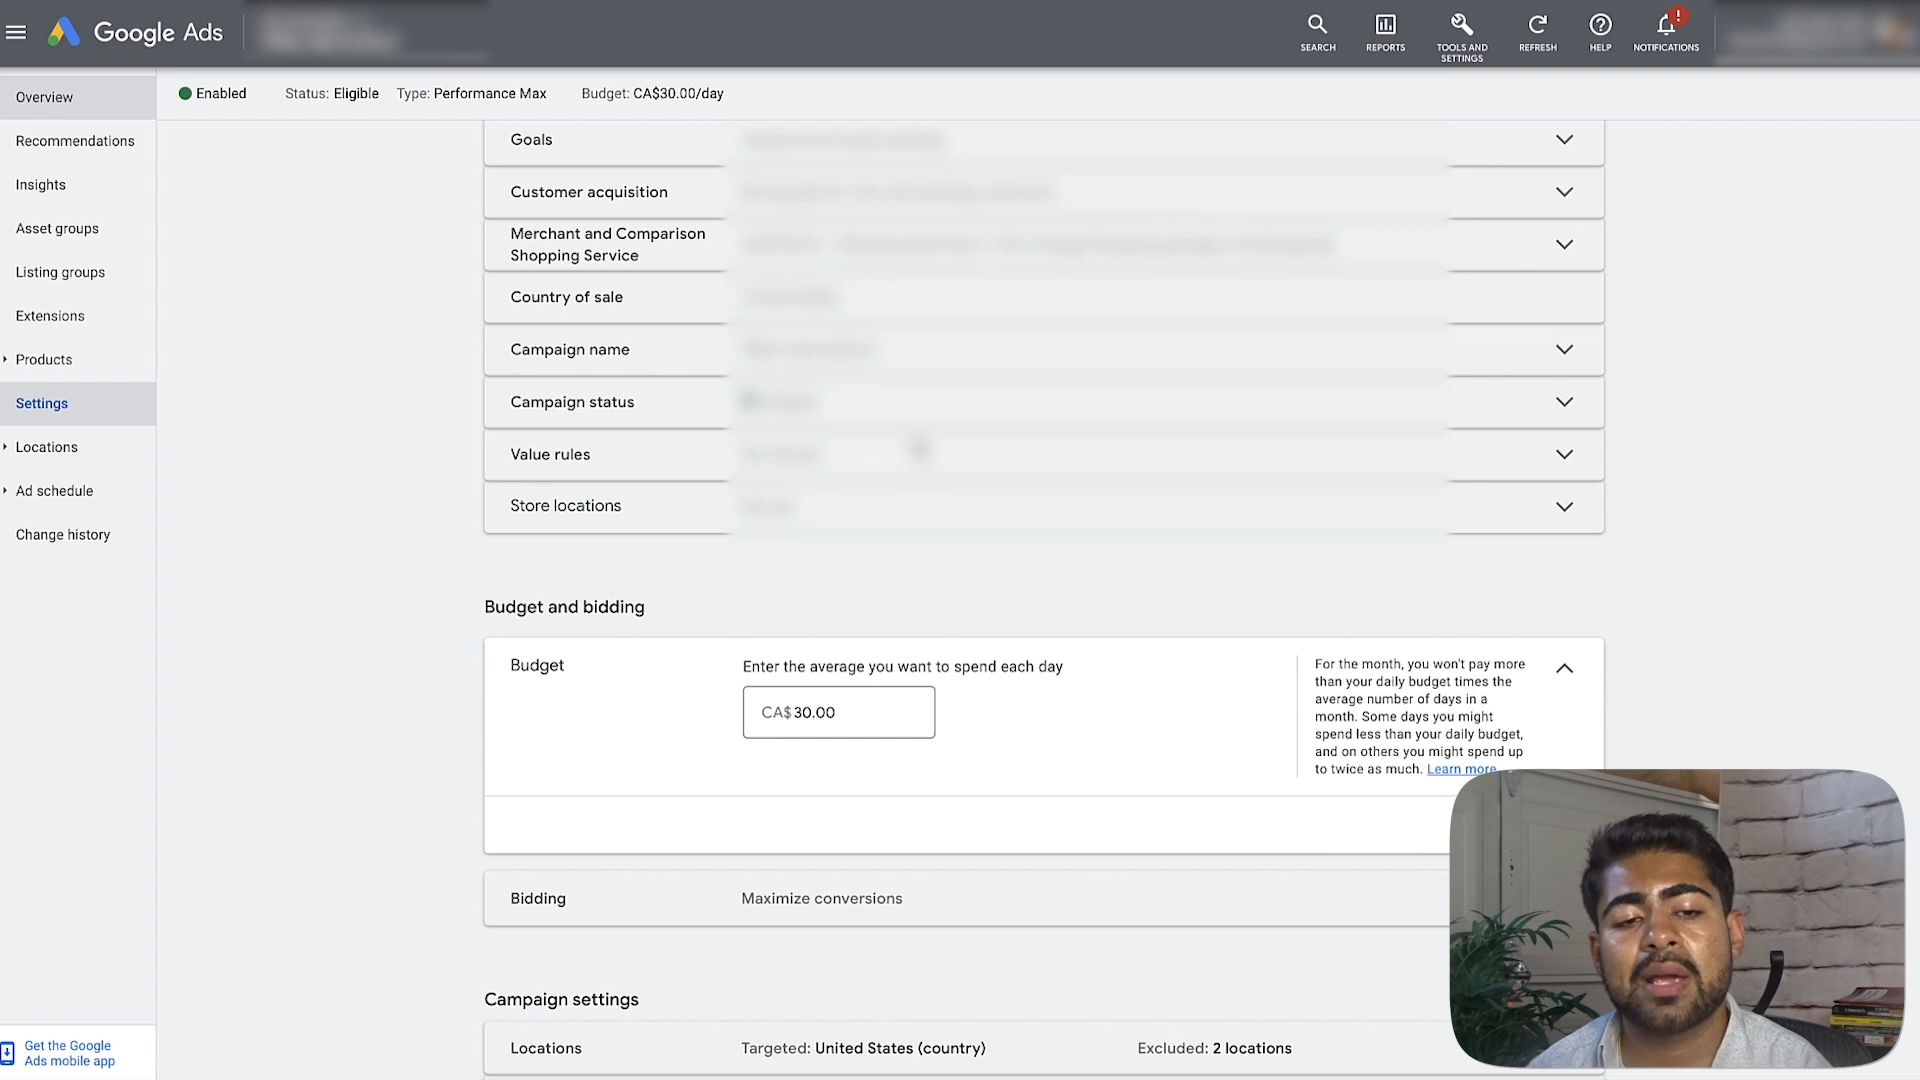 Google Ads
SEARCH
REPORTS
TOOLS AND
SETTINGS
REFRESH
HELP
!
NOTIFICATIONS
Overview
Recommendations
Insights
Asset groups
Listing groups
Extensions
Products
Settings
Locations
Ad schedule
Change history
Get the Google
Ads mobile app
Enabled
Status: Eligible
Type: Performance Max
Budget: CA$30.00/day
Goals
Customer acquisition
Merchant and Comparison
Shopping Service
Country of sale
Campaign name
Campaign status
Value rules
Store locations
Budget and bidding
Budget
Enter the average you want to spend each day
CA$ 30.00
For the month, you won't pay more
than your daily budget times the
average number of days in a
month. Some days you might
spend less than your daily budget,
and on others you might spend up
to twice as much. Learn more
Bidding
Maximize conversions
Campaign settings
Locations
Targeted: United States (country)
Excluded: 2 locations